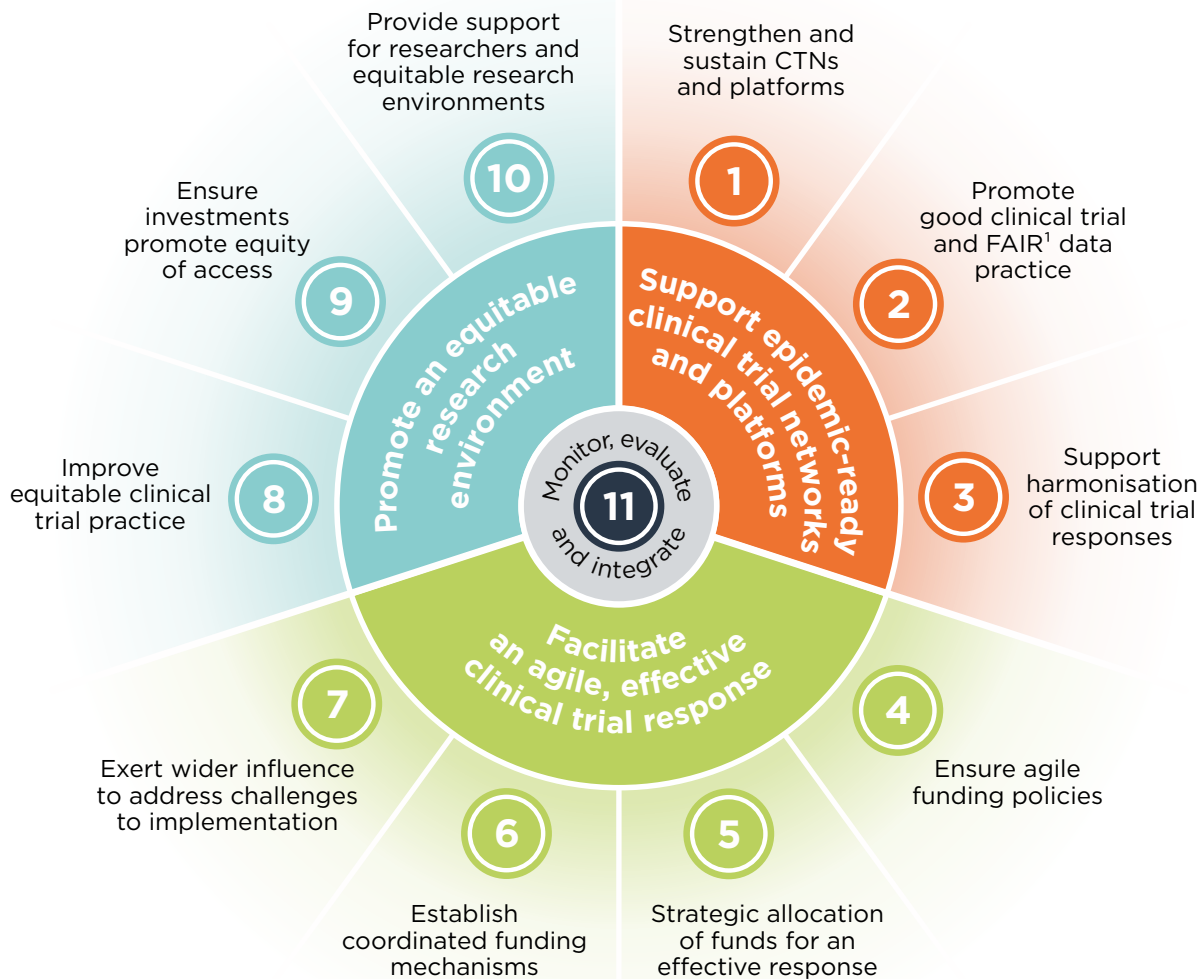 Provide support
for researchers and
equitable research
environments
10
Strengthen and
sustain CTNs
and platforms
1
Promote
good clinical trial
and FAIR¹ data
practice
2
Support
harmonisation
of clinical trial
responses
3
Ensure agile
funding policies
4
Strategic allocation
of funds for an
effective response
5
Establish
coordinated funding
mechanisms
6
Exert wider influence
to address challenges
to implementation
7
Improve
equitable clinical
trial practice
8
Ensure
investments
promote equity
of access
9
Promote an equitable
research
environment
Support epidemic-ready
clinical trial networks
and platforms
Facilitate
an agile, effective
clinical trial response
Monitor, evaluate
11
and integrate